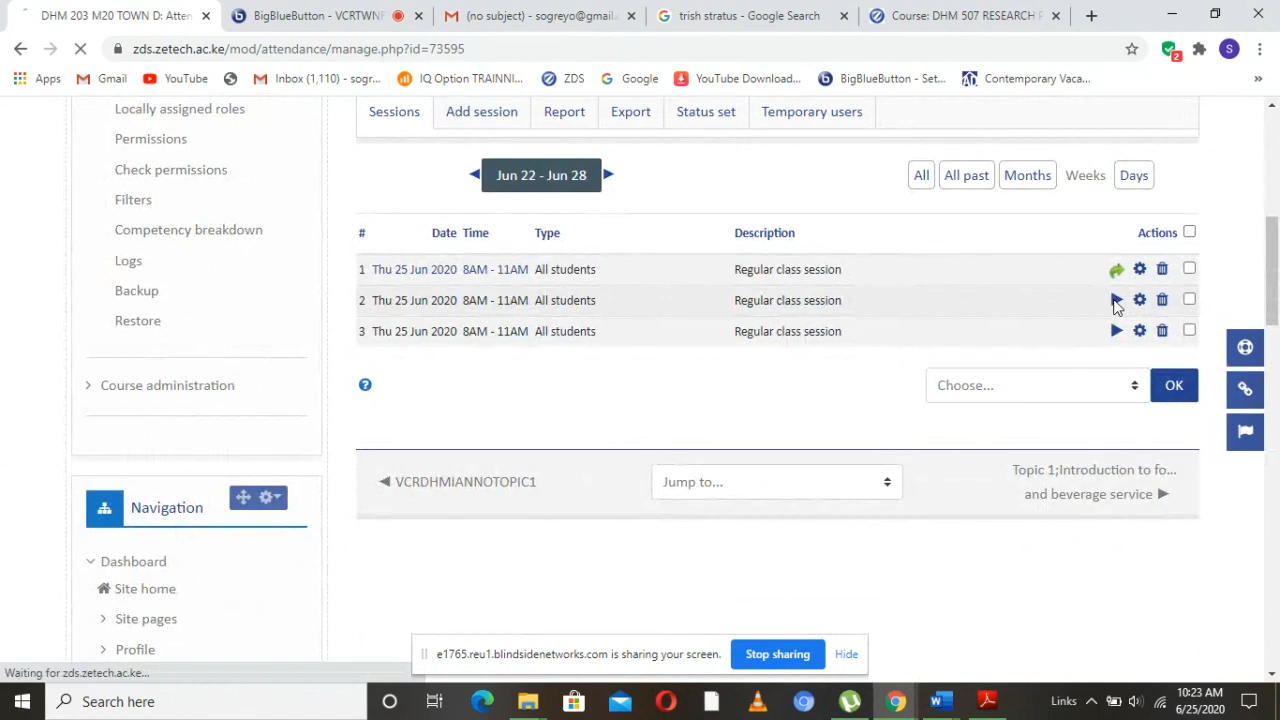 DHM 203 M20 TOWN D: Atten
BigBlueButton - VCRTWNF
(no subject) - sogreyo@gmail.
trish stratus - Google Search
Course: DHM 507 RESEARCH P
zds.zetech.ac.ke/mod/attendance/manage.php?id=73595
2
S
Apps
Gmail
YouTube
Inbox (1,110) - sogr...
IQ Option TRAINNI...
ZDS
Google
YouTube Download...
BigBlueButton - Set...
Contemporary Vaca...
»
Locally assigned roles
Permissions
Check permissions
Filters
Competency breakdown
Logs
Backup
Restore
Course administration
Navigation
Dashboard
Site home
Site pages
Profile
Sessions Add session Report Export Status set Temporary users
Jun 22 - Jun 28
All All past Months Weeks Days
# Date Time Type Description Actions
1 Thu 25 Jun 2020 8AM - 11AM All students Regular class session
2 Thu 25 Jun 2020 8AM - 11AM All students Regular class session
3 Thu 25 Jun 2020 8AM - 11AM All students Regular class session
?
Choose... OK
VCRDHMIANNOTOPIC1
Jump to...
Topic 1;Introduction to fo...
and beverage service
e1765.reu1.blindsidenetworks.com is sharing your screen. Stop sharing Hide
Waiting for zds.zetech.ac.ke...
Search here
Links
10:23 AM
6/25/2020